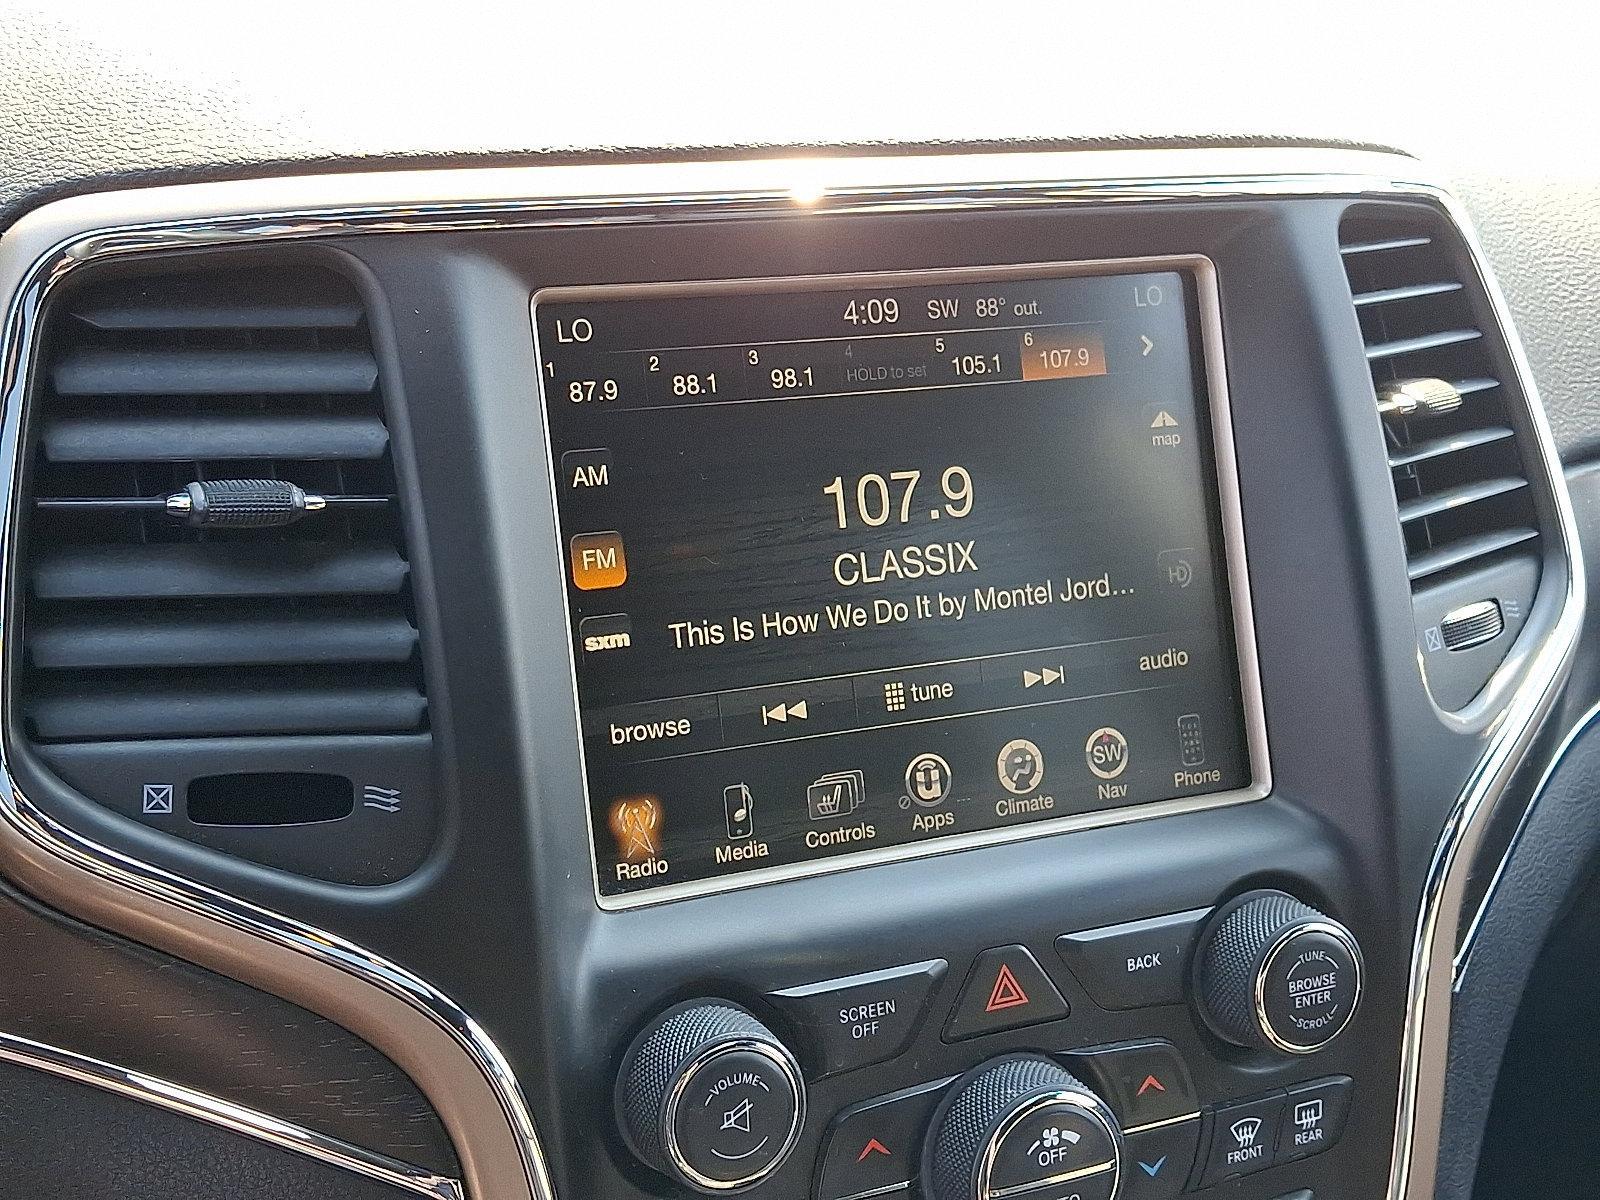 LO 4:09 SW 88° out. LO
1 87.9 2 88.1 3 98.1 4 HOLD to set 5 105.1 6 107.9
map
AM
107.9
FM
CLASSIX
HD
sxm
This Is How We Do It by Montel Jord...
browse tune audio
Radio Media Controls Apps Climate SW Nav Phone
SCREEN
OFF
BACK
TUNE
BROWSE
ENTER
SCROLL
VOLUME
OFF
FRONT
REAR